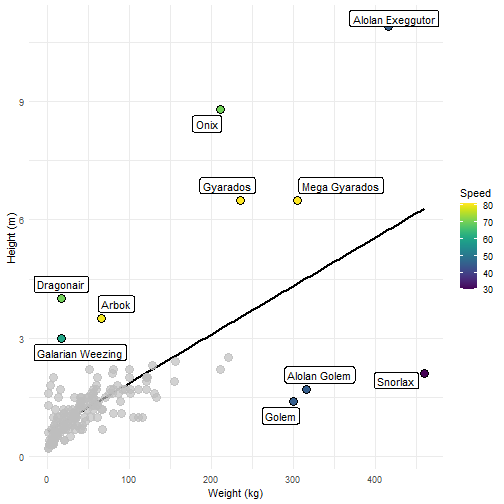 Alolan Exeggutor
9
Onix
Gyarados
Mega Gyarados
Speed
80
70
60
50
40
30
6
Height (m)
Dragonair
Arbok
3
Galarian Weezing
Alolan Golem
Snorlax
Golem
0
0
100
200
300
400
Weight (kg)